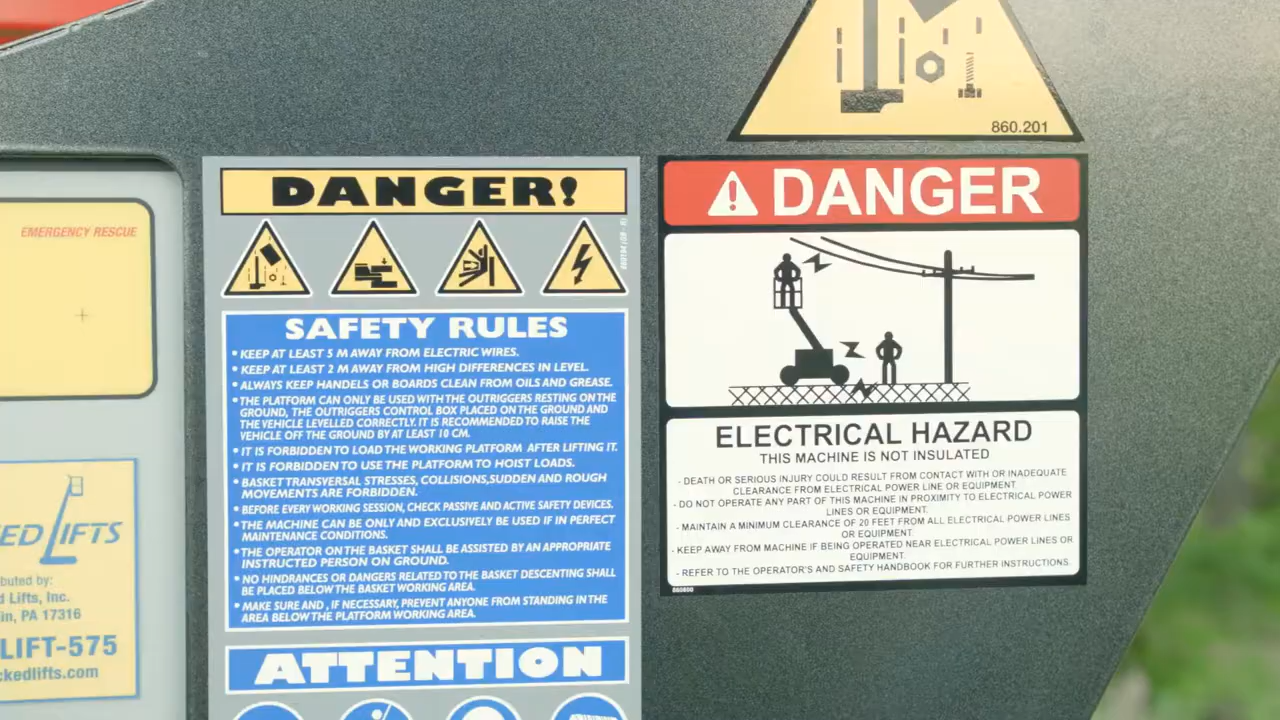 860.201
EMERGENCY RESCUE
DANGER!
SAFETY RULES
• KEEP AT LEAST 5 M AWAY FROM ELECTRIC WIRES.
• KEEP AT LEAST 2 M AWAY FROM HIGH DIFFERENCES IN LEVEL.
• ALWAYS KEEP HANDELS OR BOARDS CLEAN FROM OILS AND GREASE.
• THE PLATFORM CAN ONLY BE USED WITH THE OUTRIGGERS RESTING ON THE
GROUND, THE OUTRIGGERS CONTROL BOX PLACED ON THE GROUND AND
THE VEHICLE LEVELLED CORRECTLY. IT IS RECOMMENDED TO RAISE THE
VEHICLE OFF THE GROUND BY AT LEAST 10 CM.
• IT IS FORBIDDEN TO LOAD THE WORKING PLATFORM AFTER LIFTING IT.
• IT IS FORBIDDEN TO USE THE PLATFORM TO HOIST LOADS.
• BASKET TRANSVERSAL STRESSES, COLLISIONS,SUDDEN AND ROUGH
MOVEMENTS ARE FORBIDDEN.
• BEFORE EVERY WORKING SESSION, CHECK PASSIVE AND ACTIVE SAFETY DEVICES.
• THE MACHINE CAN BE ONLY AND EXCLUSIVELY BE USED IF IN PERFECT
MAINTENANCE CONDITIONS.
• THE OPERATOR ON THE BASKET SHALL BE ASSISTED BY AN APPROPRIATE
INSTRUCTED PERSON ON GROUND.
• NO HINDRANCES OR DANGERS RELATED TO THE BASKET DESCENTING SHALL
BE PLACED BELOW THE BASKET WORKING AREA.
• MAKE SURE AND , IF NECESSARY, PREVENT ANYONE FROM STANDING IN THE
AREA BELOW THE PLATFORM WORKING AREA.
ATTENTION
DANGER
ELECTRICAL HAZARD
THIS MACHINE IS NOT INSULATED
- DEATH OR SERIOUS INJURY COULD RESULT FROM CONTACT WITH OR INADEQUATE
CLEARANCE FROM ELECTRICAL POWER LINE OR EQUIPMENT.
- DO NOT OPERATE ANY PART OF THIS MACHINE IN PROXIMITY TO ELECTRICAL POWER
LINES OR EQUIPMENT.
- MAINTAIN A MINIMUM CLEARANCE OF 20 FEET FROM ALL ELECTRICAL POWER LINES
OR EQUIPMENT.
- KEEP AWAY FROM MACHINE IF BEING OPERATED NEAR ELECTRICAL POWER LINES OR
EQUIPMENT.
- REFER TO THE OPERATOR'S AND SAFETY HANDBOOK FOR FURTHER INSTRUCTIONS.
ED LIFTS
buted by:
d Lifts, Inc.
in, PA 17316
LIFT-575
ckedlifts.com